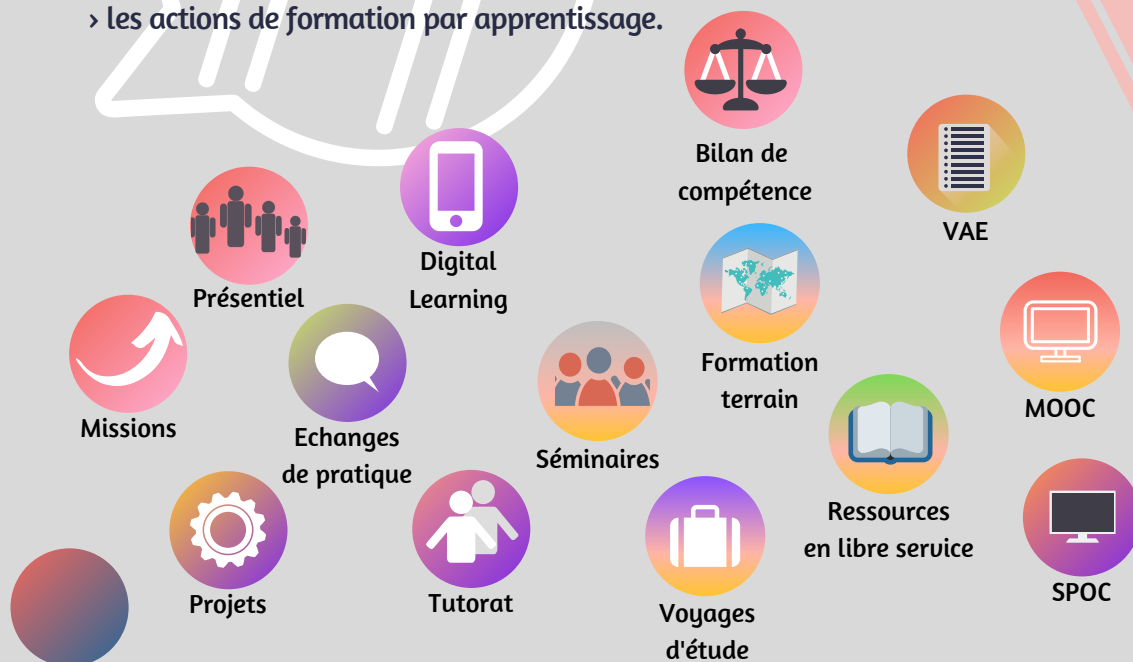 › les actions de formation par apprentissage.
Bilan de
compétence
VAE
Digital
Learning
Présentiel
Formation
terrain
MOOC
Missions
Echanges
de pratique
Séminaires
Ressources
en libre service
Projets
Tutorat
Voyages
d'étude
SPOC